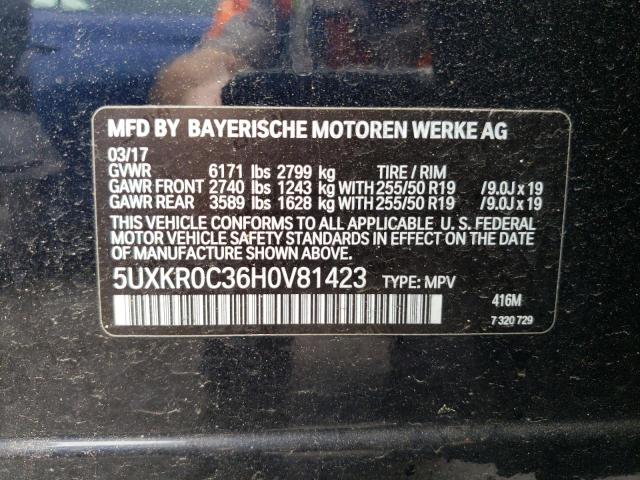 MFD BY BAYERISCHE MOTOREN WERKE AG
03/17
GVWR 6171 lbs 2799 kg TIRE / RIM
GAWR FRONT 2740 lbs 1243 kg WITH 255/50 R19 /9.0J x 19
GAWR REAR 3589 lbs 1628 kg WITH 255/50 R19 /9.0J x 19
THIS VEHICLE CONFORMS TO ALL APPLICABLE U. S. FEDERAL
MOTOR VEHICLE SAFETY STANDARDS IN EFFECT ON THE DATE OF
MANUFACTURE SHOWN ABOVE.
5UXKR0C36H0V81423 TYPE: MPV
416M
7 320 729